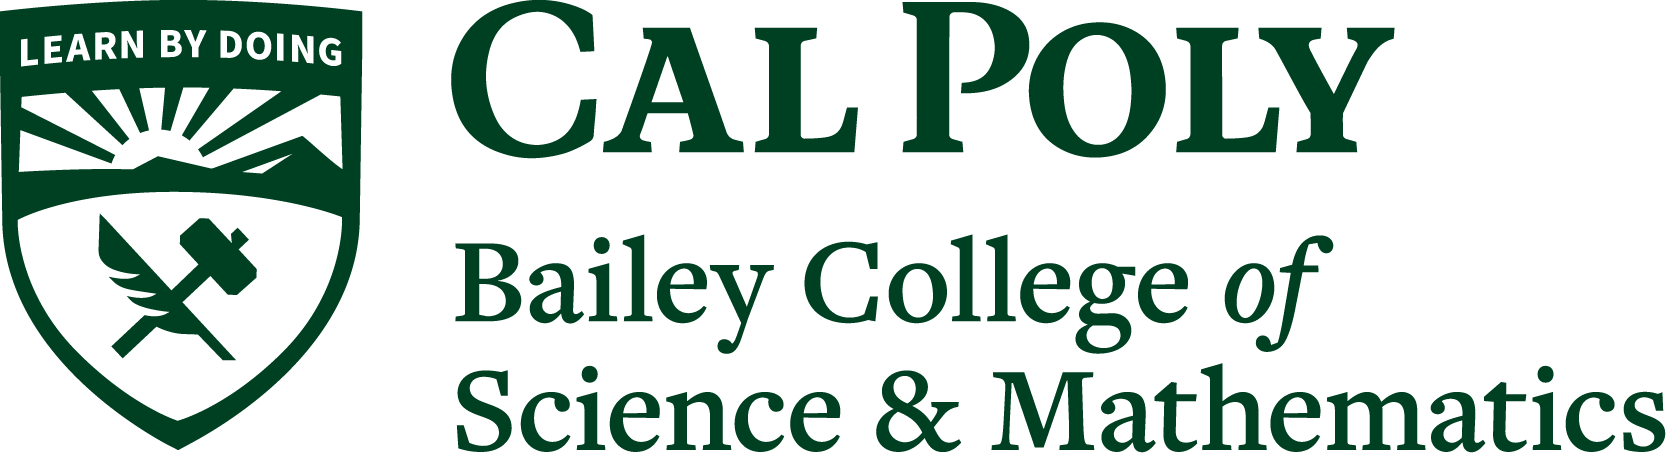 LEARN BY DOING
CAL POLY
Bailey College of
Science & Mathematics